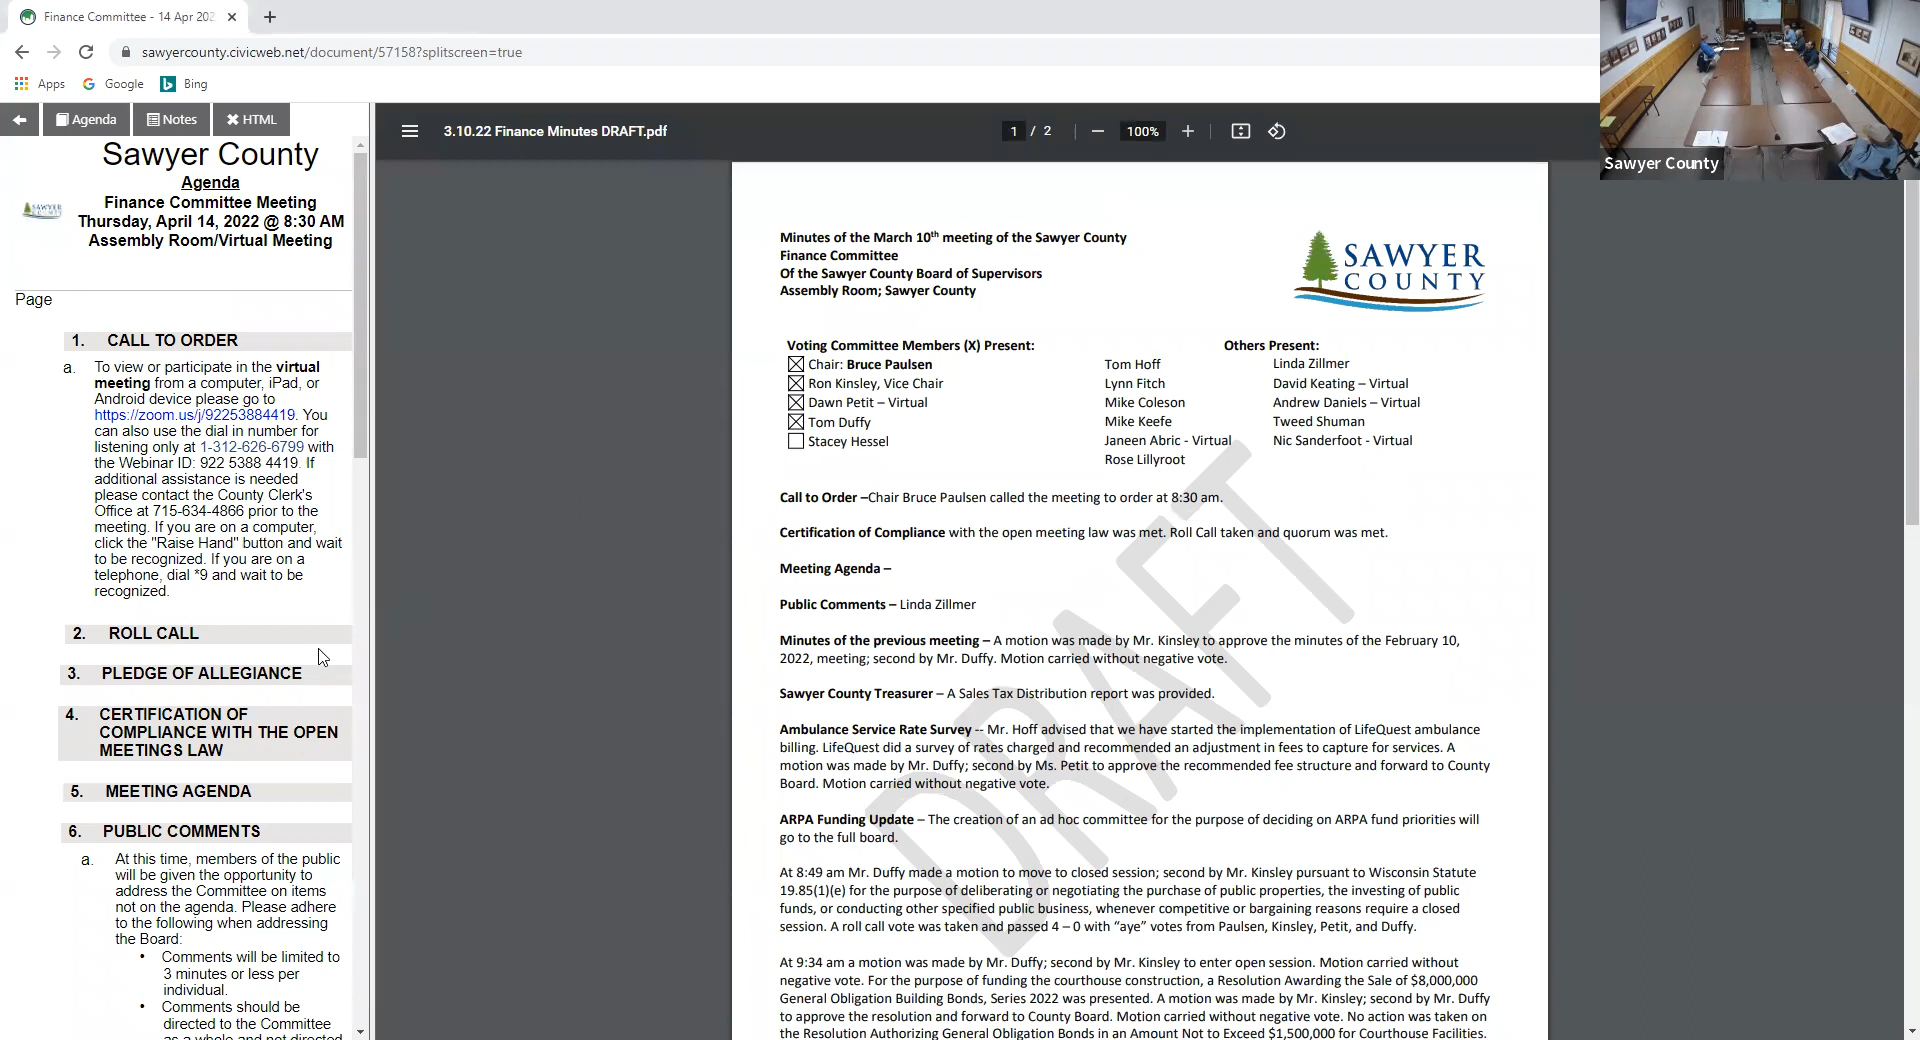 Finance Committee - 14 Apr 202
sawyercounty.civicweb.net/document/57158?splitscreen=true
Apps Google Bing
Agenda Notes HTML
Sawyer County
Agenda
Finance Committee Meeting
Thursday, April 14, 2022 @ 8:30 AM
Assembly Room/Virtual Meeting
SAWYER
COUNTY
Page
1. CALL TO ORDER
a. To view or participate in the virtual
meeting from a computer, iPad, or
Android device please go to
https://zoom.us/j/92253884419. You
can also use the dial in number for
listening only at 1-312-626-6799 with
the Webinar ID: 922 5388 4419. If
additional assistance is needed
please contact the County Clerk's
Office at 715-634-4866 prior to the
meeting. If you are on a computer,
click the "Raise Hand" button and wait
to be recognized. If you are on a
telephone, dial *9 and wait to be
recognized.
2. ROLL CALL
3. PLEDGE OF ALLEGIANCE
4. CERTIFICATION OF
COMPLIANCE WITH THE OPEN
MEETINGS LAW
5. MEETING AGENDA
6. PUBLIC COMMENTS
a. At this time, members of the public
will be given the opportunity to
address the Committee on items
not on the agenda. Please adhere
to the following when addressing
the Board:
• Comments will be limited to
3 minutes or less per
individual.
• Comments should be
directed to the Committee
as a whole and not directed
3.10.22 Finance Minutes DRAFT.pdf
1 / 2
100%
Minutes of the March 10th meeting of the Sawyer County
Finance Committee
Of the Sawyer County Board of Supervisors
Assembly Room; Sawyer County
SAWYER
COUNTY
Voting Committee Members (X) Present: Others Present:
Chair: Bruce Paulsen Tom Hoff Linda Zillmer
Ron Kinsley, Vice Chair Lynn Fitch David Keating – Virtual
Dawn Petit – Virtual Mike Coleson Andrew Daniels – Virtual
Tom Duffy Mike Keefe Tweed Shuman
Stacey Hessel Janeen Abric - Virtual Nic Sanderfoot - Virtual
Rose Lillyroot
Call to Order –Chair Bruce Paulsen called the meeting to order at 8:30 am.
Certification of Compliance with the open meeting law was met. Roll Call taken and quorum was met.
Meeting Agenda –
Public Comments – Linda Zillmer
Minutes of the previous meeting – A motion was made by Mr. Kinsley to approve the minutes of the February 10,
2022, meeting; second by Mr. Duffy. Motion carried without negative vote.
Sawyer County Treasurer – A Sales Tax Distribution report was provided.
Ambulance Service Rate Survey -- Mr. Hoff advised that we have started the implementation of LifeQuest ambulance
billing. LifeQuest did a survey of rates charged and recommended an adjustment in fees to capture for services. A
motion was made by Mr. Duffy; second by Ms. Petit to approve the recommended fee structure and forward to County
Board. Motion carried without negative vote.
ARPA Funding Update – The creation of an ad hoc committee for the purpose of deciding on ARPA fund priorities will
go to the full board.
At 8:49 am Mr. Duffy made a motion to move to closed session; second by Mr. Kinsley pursuant to Wisconsin Statute
19.85(1)(e) for the purpose of deliberating or negotiating the purchase of public properties, the investing of public
funds, or conducting other specified public business, whenever competitive or bargaining reasons require a closed
session. A roll call vote was taken and passed 4 – 0 with “aye” votes from Paulsen, Kinsley, Petit, and Duffy.
At 9:34 am a motion was made by Mr. Duffy; second by Mr. Kinsley to enter open session. Motion carried without
negative vote. For the purpose of funding the courthouse construction, a Resolution Awarding the Sale of $8,000,000
General Obligation Building Bonds, Series 2022 was presented. A motion was made by Mr. Kinsley; second by Mr. Duffy
to approve the resolution and forward to County Board. Motion carried without negative vote. No action was taken on
the Resolution Authorizing General Obligation Bonds in an Amount Not to Exceed $1,500,000 for Courthouse Facilities.
DRAFT
Sawyer County